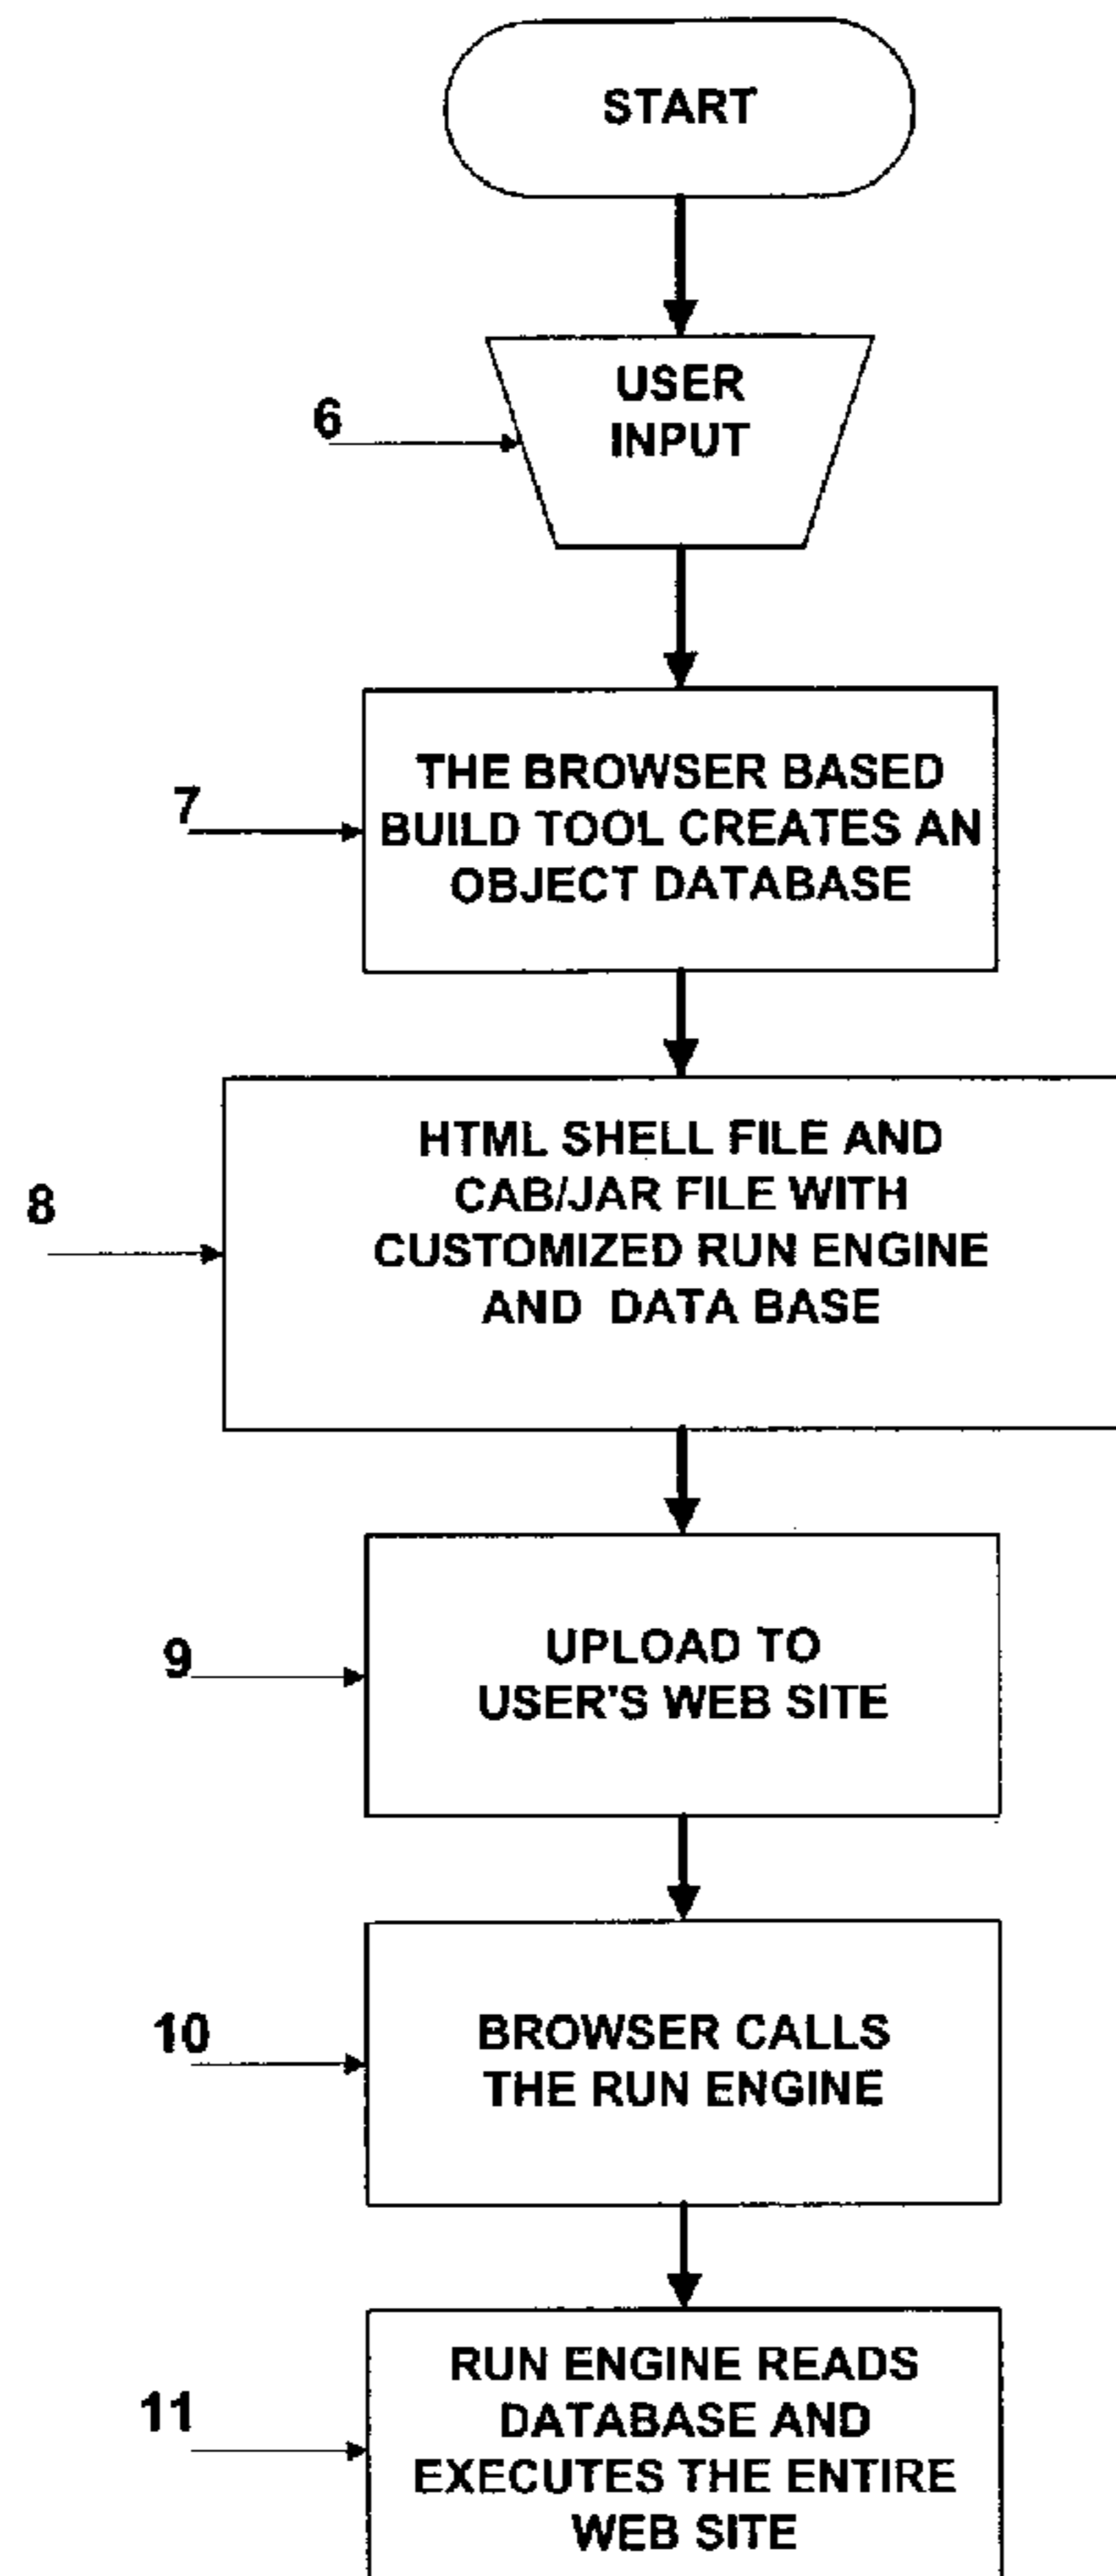 START
USER
INPUT
6
THE BROWSER BASED
BUILD TOOL CREATES AN
OBJECT DATABASE
7
HTML SHELL FILE AND
CAB/JAR FILE WITH
CUSTOMIZED RUN ENGINE
AND DATA BASE
8
UPLOAD TO
USER'S WEB SITE
9
BROWSER CALLS
THE RUN ENGINE
10
RUN ENGINE READS
DATABASE AND
EXECUTES THE ENTIRE
WEB SITE
11